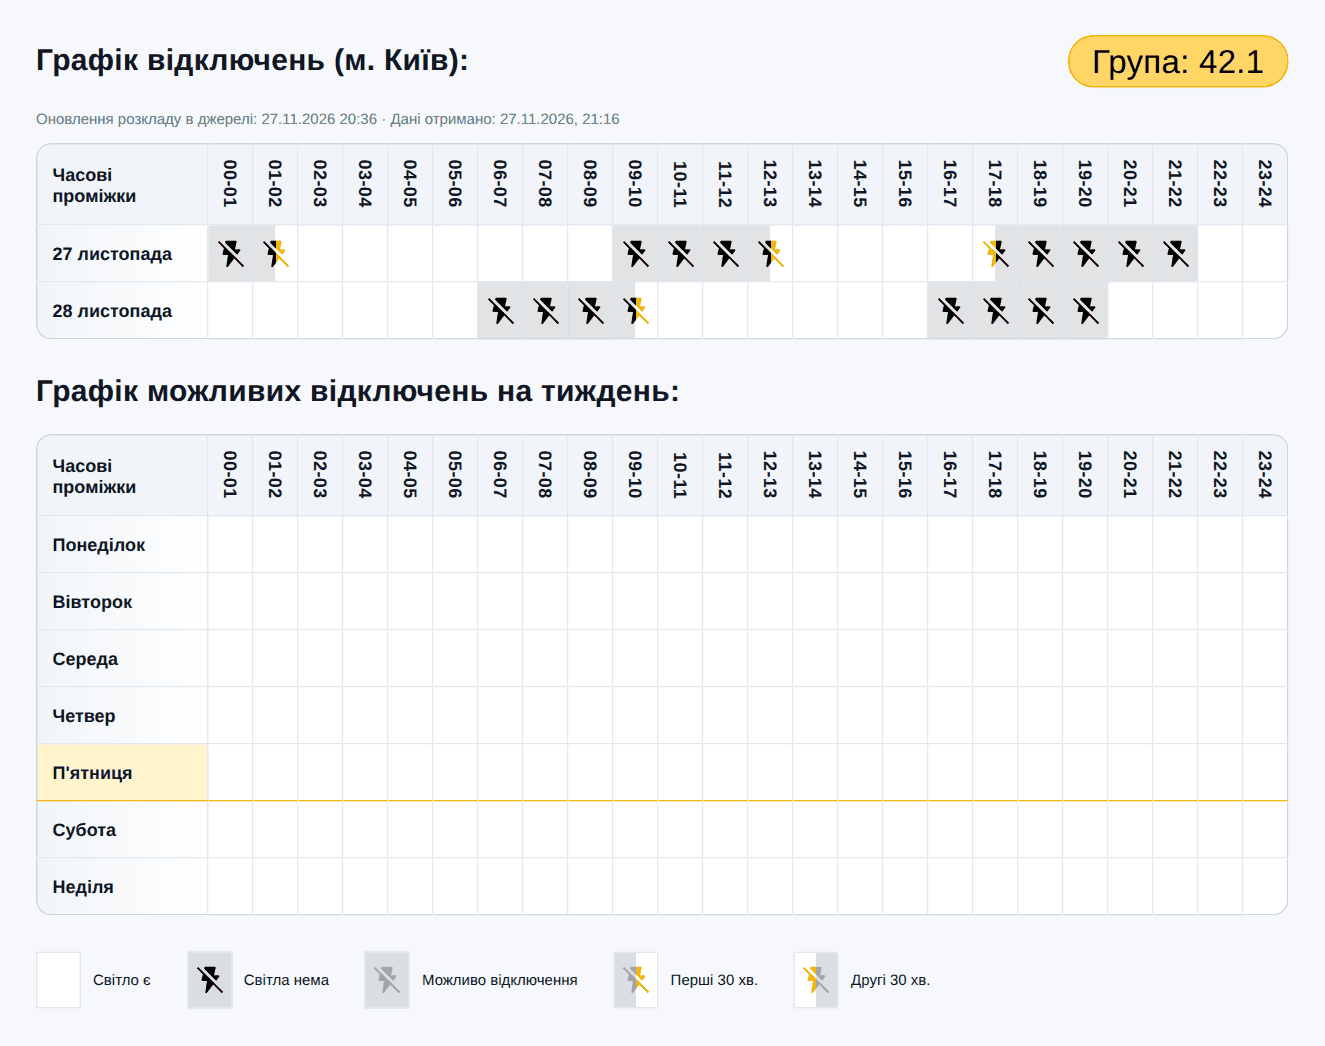 Графік відключень (м. Київ):
Група: 42.1
Оновлення розкладу в джерелі: 27.11.2026 20:36 · Дані отримано: 27.11.2026, 21:16
Часові проміжки 00-01 01-02 02-03 03-04 04-05 05-06 06-07 07-08 08-09 09-10 10-11 11-12 12-13 13-14 14-15 15-16 16-17 17-18 18-19 19-20 20-21 21-22 22-23 23-24
27 листопада
28 листопада
Графік можливих відключень на тиждень:
Часові проміжки 00-01 01-02 02-03 03-04 04-05 05-06 06-07 07-08 08-09 09-10 10-11 11-12 12-13 13-14 14-15 15-16 16-17 17-18 18-19 19-20 20-21 21-22 22-23 23-24
Понеділок
Вівторок
Середа
Четвер
П'ятниця
Субота
Неділя
Світло є Світла нема Можливо відключення Перші 30 хв. Другі 30 хв.